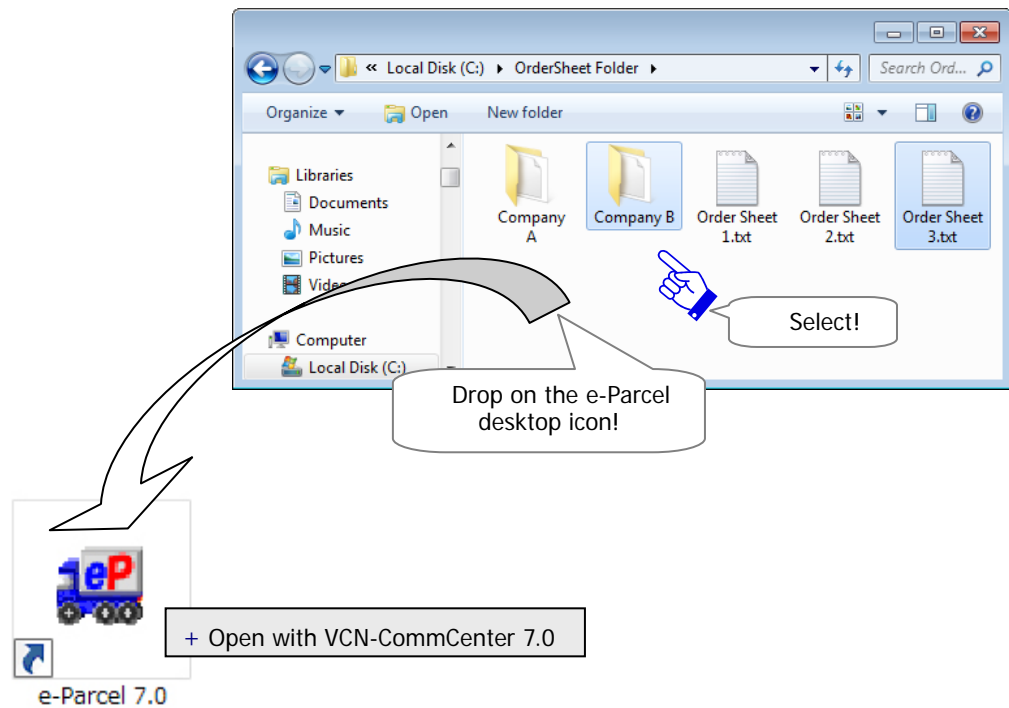 « Local Disk (C:) ▸ OrderSheet Folder ▸
Search Ord...
Organize
Open
New folder
Libraries
Documents
Music
Pictures
Computer
Local Disk (C:)
Company
A
Company B
Order Sheet
1.txt
Order Sheet
2.txt
Order Sheet
3.txt
Select!
Drop on the e-Parcel
desktop icon!
eP
+ Open with VCN-CommCenter 7.0
e-Parcel 7.0